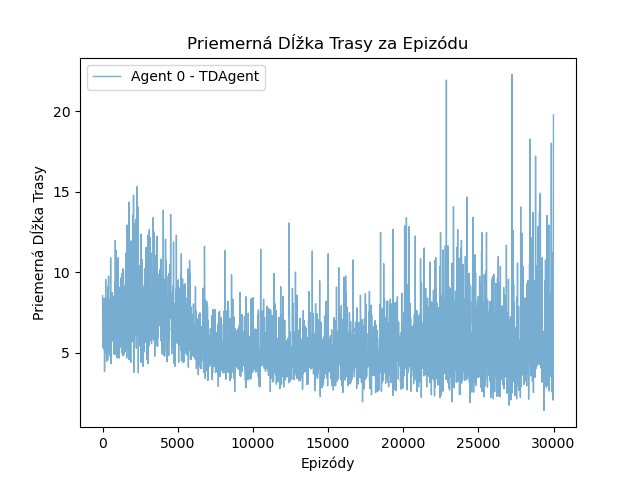 Priemerná Dĺžka Trasy za Epizódu
Agent 0 - TDAgent
Priemerná Dĺžka Trasy
20
15
10
5
0 5000 10000 15000 20000 25000 30000
Epizódy